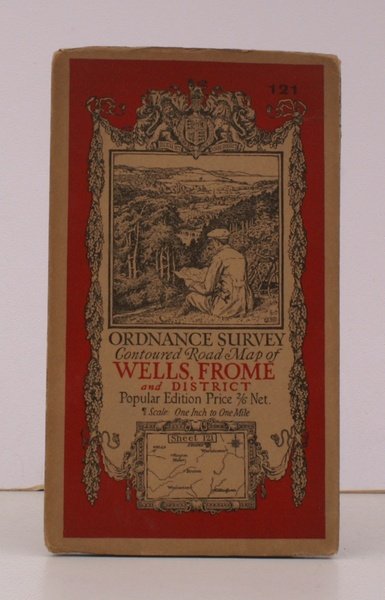 121
ORDNANCE SURVEY
Contoured Road Map of
WELLS, FROME
and DISTRICT
Popular Edition Price 2/6 Net.
Scale: One Inch to One Mile
Sheet 121